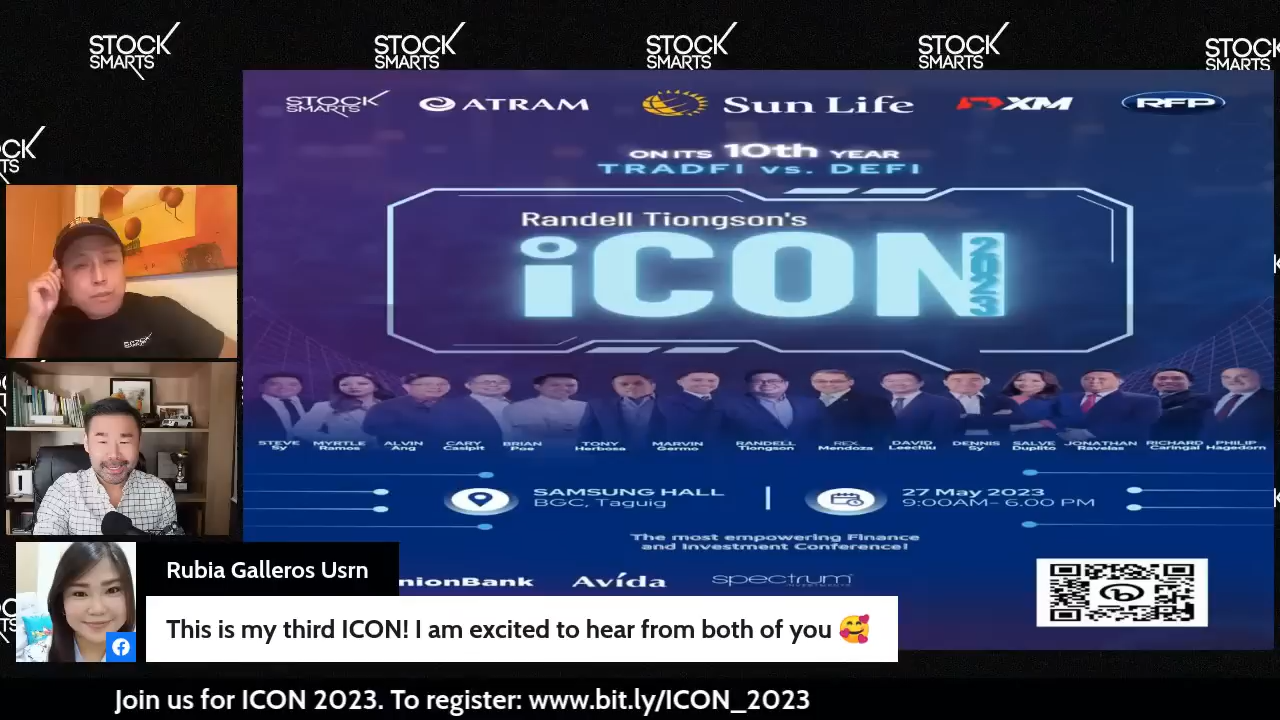 STOCK SMARTS
STOCK SMARTS
STOCK SMARTS
STOCK SMARTS
STOCK SMARTS
STOCK SMARTS ATRAM Sun Life XM RFP
ON ITS 10th YEAR
TRADFI vs. DEFI
Randell Tiongson's
iCON 2023
STEVE Sy
MYRTLE Ramos
ALVIN Ang
CARY Casipit
BRIAN Poe
TONY Herbosa
MARVIN Germo
RANDELL Tiongson
REX Mendoza
DAVID Leechiu
DENNIS Sy
SALVE Duplito
JONATHAN Ravelas
RICHARD Caringal
PHILIP Hagedorn
SAMSUNG HALL
BGC, Taguig
27 May 2023
9:00AM- 6.00 PM
The most empowering Finance
and Investment Conference!
nionBank Avida spectrum
Rubia Galleros Usrn
This is my third ICON! I am excited to hear from both of you 🥰
Join us for ICON 2023. To register: www.bit.ly/ICON_2023